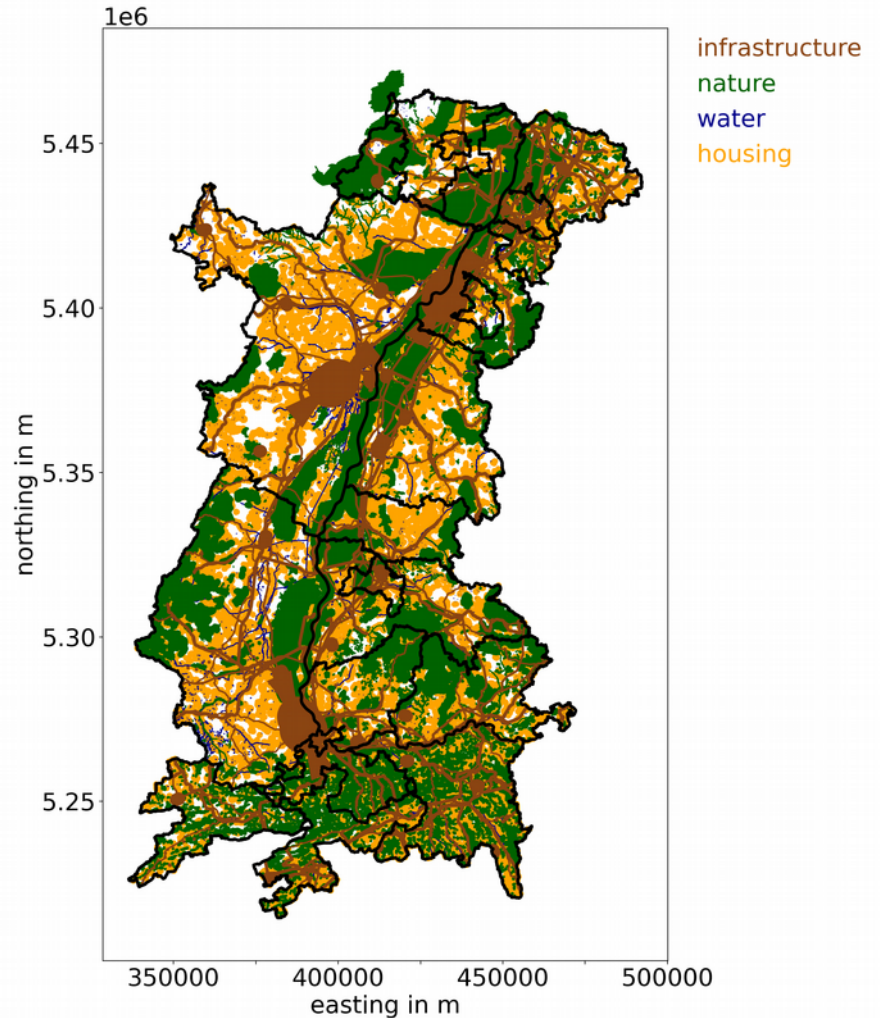 1e6
infrastructure
nature
water
housing
5.45
5.40
5.35
5.30
5.25
northing in m
350000 400000 450000 500000
easting in m